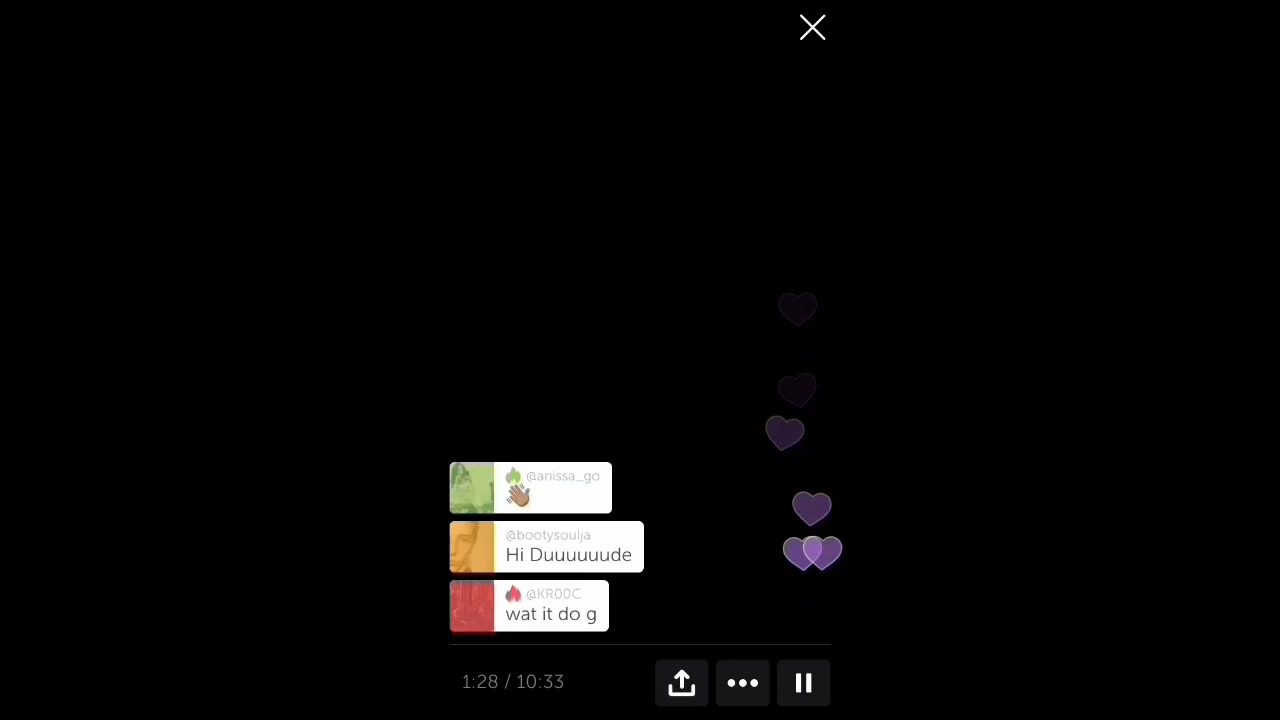 @anissa_go
@bootysoulja
Hi Duuuuuude
@KR00C
wat it do g
1:28 / 10:33